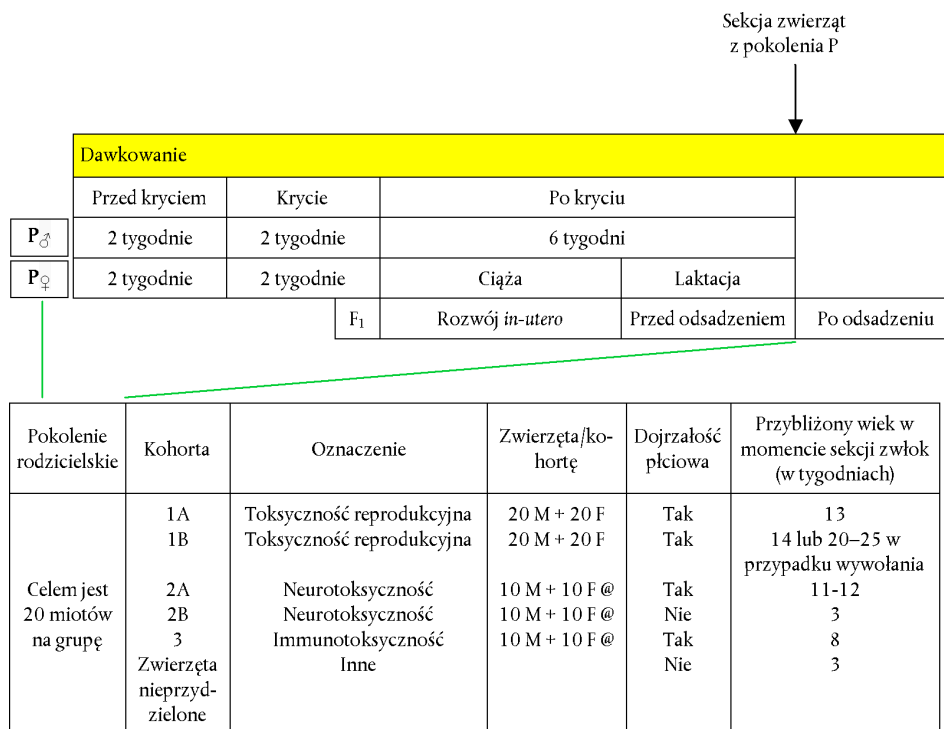 Sekcja zwierząt
z pokolenia P
Dawkowanie
Przed kryciem Krycie Po kryciu
P♂ 2 tygodnie 2 tygodnie 6 tygodni
P♀ 2 tygodnie 2 tygodnie Ciąża Laktacja
F1 Rozwój in-utero Przed odsadzeniem Po odsadzeniu
Pokolenie rodzicielskie Kohorta Oznaczenie Zwierzęta/ko-
hortę Dojrzałość płciowa Przybliżony wiek w
momencie sekcji zwłok
(w tygodniach)
1A Toksyczność reprodukcyjna 20 M + 20 F Tak 13
1B Toksyczność reprodukcyjna 20 M + 20 F Tak 14 lub 20–25 w
przypadku wywołania
Celem jest 2A Neurotoksyczność 10 M + 10 F @ Tak 11-12
20 miotów 2B Neurotoksyczność 10 M + 10 F @ Nie 3
na grupę 3 Immunotoksyczność 10 M + 10 F @ Tak 8
Zwierzęta Inne Nie 3
nieprzyd-
zielone